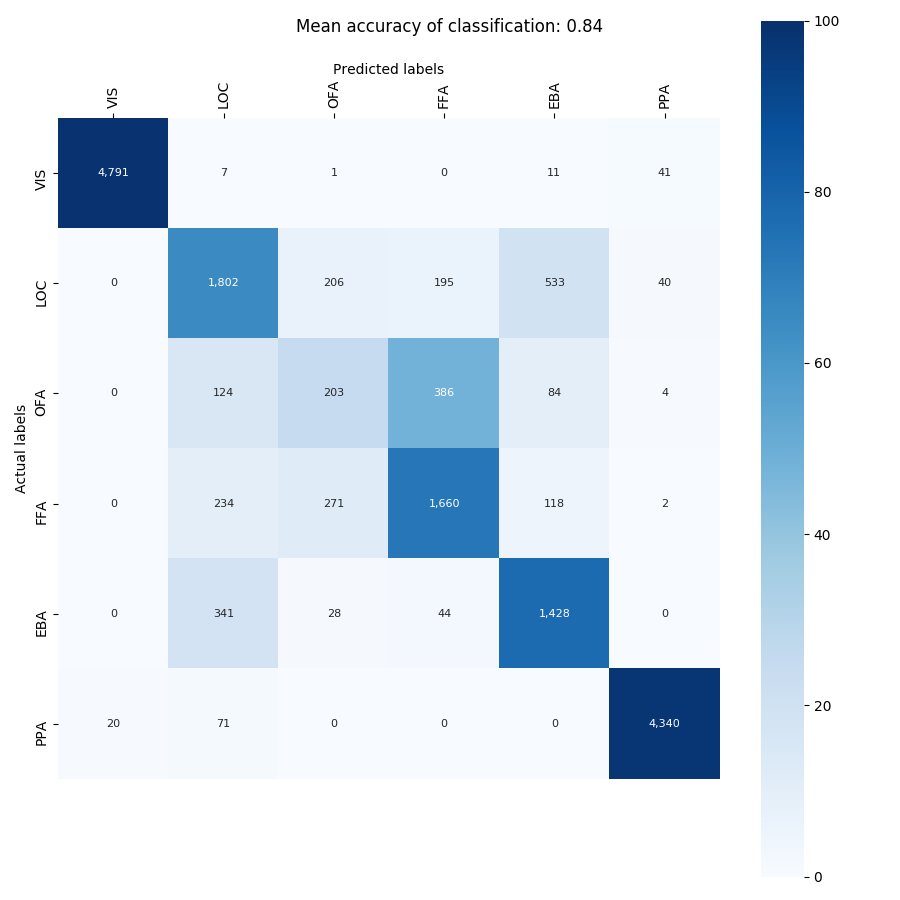 Mean accuracy of classification: 0.84
Predicted labels
VIS LOC OFA FFA EBA PPA
Actual labels
VIS 4,791 7 1 0 11 41
LOC 0 1,802 206 195 533 40
OFA 0 124 203 386 84 4
FFA 0 234 271 1,660 118 2
EBA 0 341 28 44 1,428 0
PPA 20 71 0 0 0 4,340
100
80
60
40
20
0